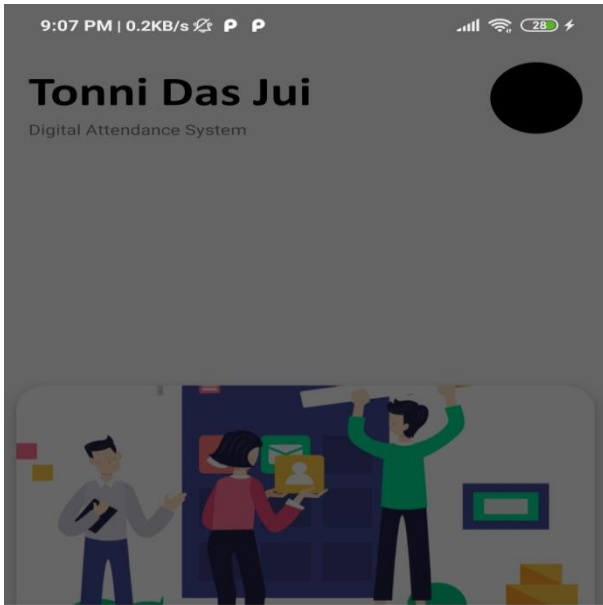 9:07 PM | 0.2KB/s P P 28
Tonni Das Jui
Digital Attendance System